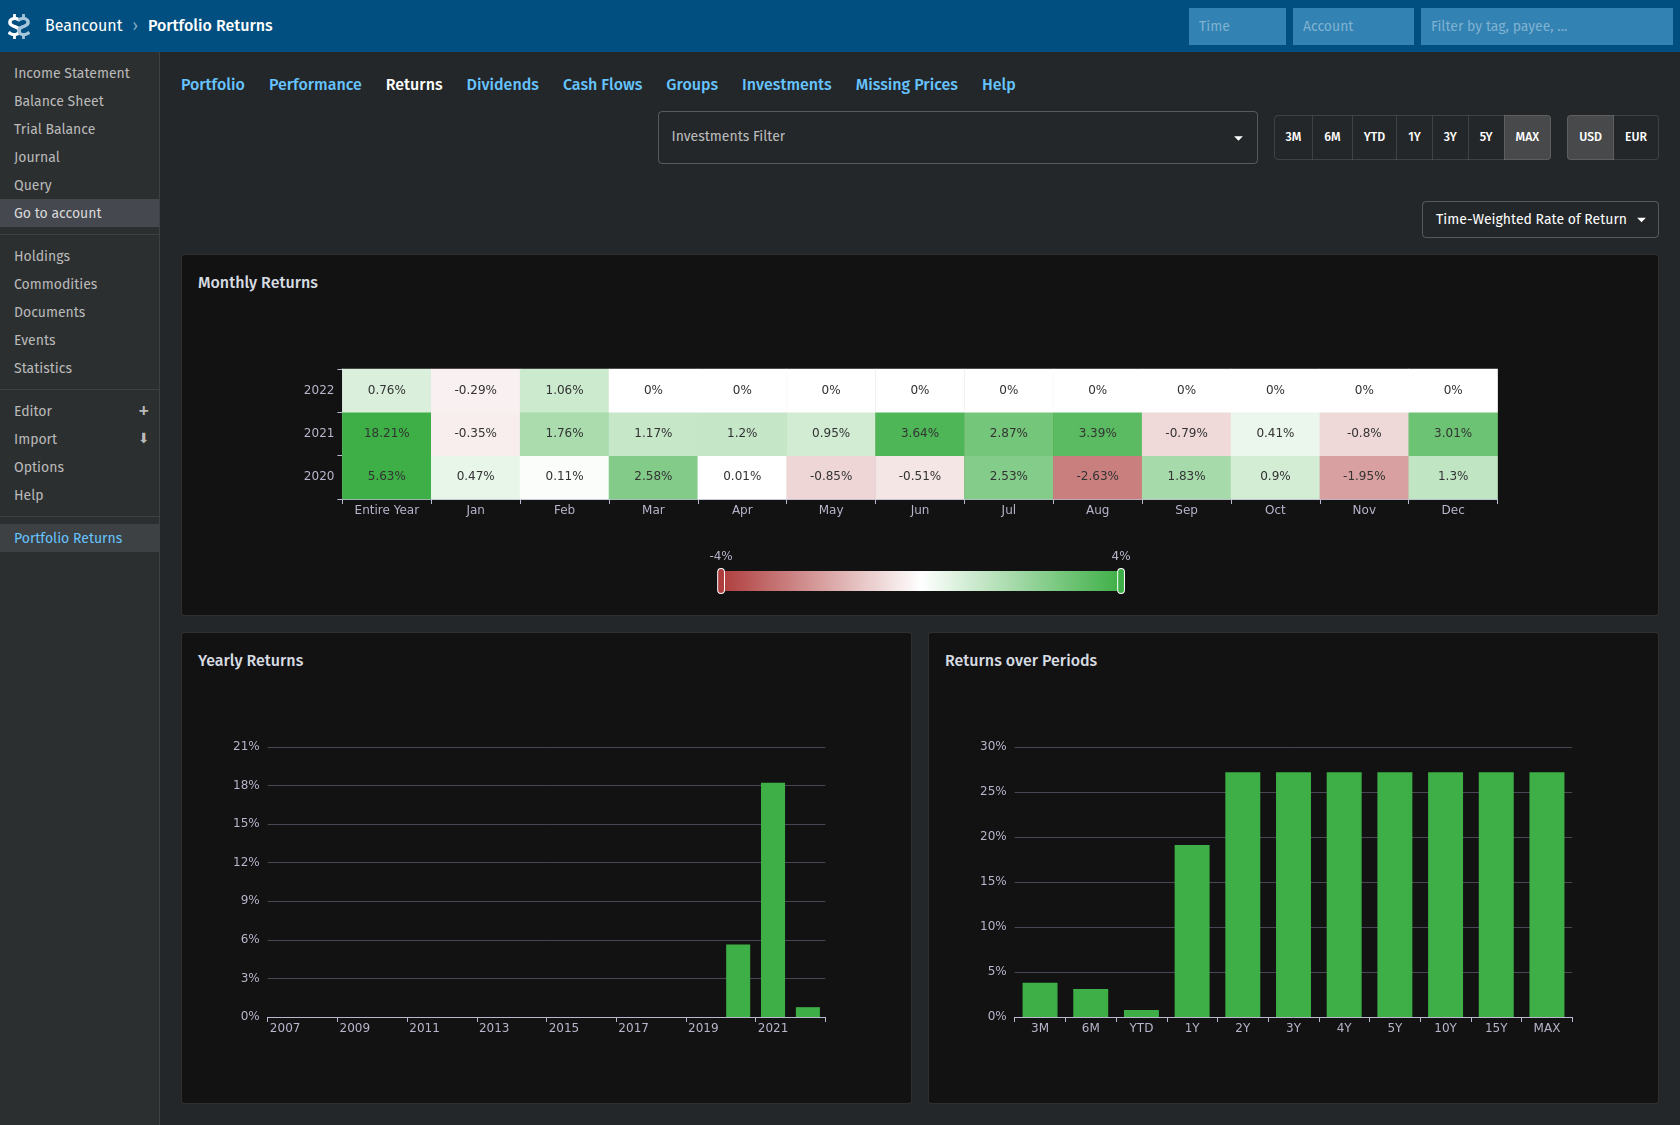 Beancount › Portfolio Returns
Time
Account
Filter by tag, payee, ...
Income Statement
Balance Sheet
Trial Balance
Journal
Query
Go to account
Holdings
Commodities
Documents
Events
Statistics
Editor +
Import ⬇
Options
Help
Portfolio Returns
Portfolio Performance Returns Dividends Cash Flows Groups Investments Missing Prices Help
Investments Filter
3M 6M YTD 1Y 3Y 5Y MAX
USD EUR
Time-Weighted Rate of Return
Monthly Returns
2022 0.76% -0.29% 1.06% 0% 0% 0% 0% 0% 0% 0% 0% 0% 0%
2021 18.21% -0.35% 1.76% 1.17% 1.2% 0.95% 3.64% 2.87% 3.39% -0.79% 0.41% -0.8% 3.01%
2020 5.63% 0.47% 0.11% 2.58% 0.01% -0.85% -0.51% 2.53% -2.63% 1.83% 0.9% -1.95% 1.3%
Entire Year Jan Feb Mar Apr May Jun Jul Aug Sep Oct Nov Dec
-4% 4%
Yearly Returns
21%
18%
15%
12%
9%
6%
3%
0%
2007 2009 2011 2013 2015 2017 2019 2021
Returns over Periods
30%
25%
20%
15%
10%
5%
0%
3M 6M YTD 1Y 2Y 3Y 4Y 5Y 10Y 15Y MAX